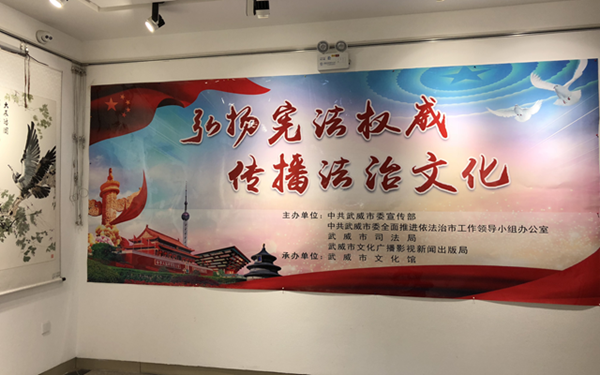 弘扬宪法权威
传播法治文化
主办单位：中共武威市委宣传部
中共武威市委全面推进依法治市工作领导小组办公室
武威市司法局
武威市文化广播影视新闻出版局
承办单位：武威市文化馆